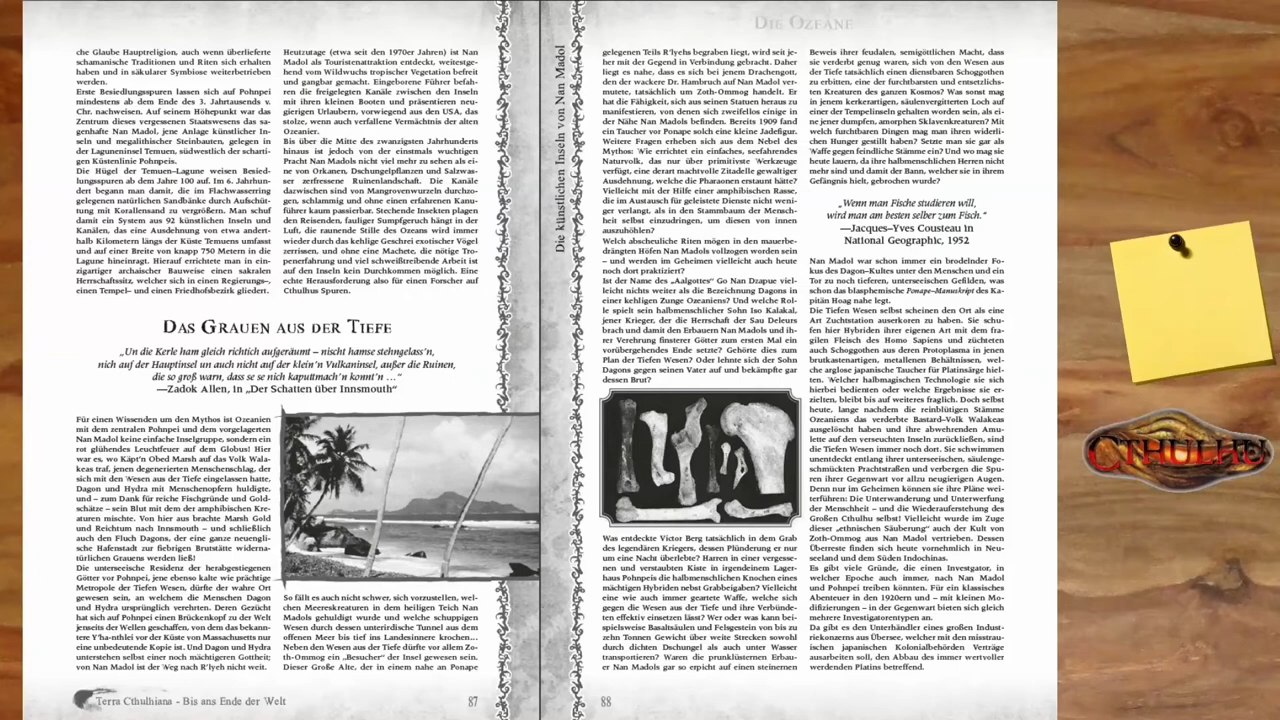 che Glaube Hauptreligion, auch wenn überlieferte
schamanische Traditionen und Riten sich erhalten
haben und in säkularer Symbiose weiterbetrieben
werden.
Erste Besiedlungsspuren lassen sich auf Pohnpei
mindestens ab dem Ende des 3. Jahrtausends v.
Chr. nachweisen. Auf seinem Höhepunkt war das
Zentrum dieses vergessenen Staatswesens das sa-
genhafte Nan Madol, jene Anlage künstlicher In-
seln und megalithischer Steinbauten, gelegen in
der Laguneninsel Temuen, südwestlich der scharti-
gen Küstenlinie Pohnpeis.
Die Hügel der Temuen–Lagune weisen Besied-
lungsspuren ab dem Jahre 100 auf. Im 6. Jahrhun-
dert begann man damit, die im Flachwasserring
gelegenen natürlichen Sandbänke durch Aufschüt-
tung mit Korallensand zu vergrößern. Man schuf
damit ein System aus 92 künstlichen Inseln und
Kanälen, das eine Ausdehnung von etwa andert-
halb Kilometern längs der Küste Temuens umfasst
und auf einer Breite von knapp 750 Metern in die
Lagune hineinragt. Hierauf errichtete man in ein-
zigartiger archaischer Bauweise einen sakralen
Herrschaftssitz, welcher sich in einen Regierungs–,
einen Tempel– und einen Friedhofsbezirk gliedert.
Heutzutage (etwa seit den 1970er Jahren) ist Nan
Madol als Touristenattraktion entdeckt, weitestge-
hend vom Wildwuchs tropischer Vegetation befreit
und gangbar gemacht. Eingeborene Führer befah-
ren die freigelegten Kanäle zwischen den Inseln
mit ihren kleinen Booten und präsentieren neu-
gierigen Urlaubern, vorwiegend aus den USA, das
stolze, wenn auch verfallene Vermächtnis der alten
Ozeanier.
Bis über die Mitte des zwanzigsten Jahrhunderts
hinaus ist jedoch von der einstmals wuchtigen
Pracht Nan Madols nicht viel mehr zu sehen als ei-
ne von Orkanen, Dschungelpflanzen und Salzwas-
ser zerfressene Ruinenlandschaft. Die Kanäle
dazwischen sind von Mangrovenwurzeln durchzo-
gen, schlammig und ohne einen erfahrenen Kanu-
führer kaum passierbar. Stechende Insekten plagen
den Reisenden, fauliger Sumpfgeruch hängt in der
Luft, die raunende Stille des Ozeans wird immer
wieder durch das kehlige Geschrei exotischer Vögel
zerrissen, und ohne eine Machete, die nötige Tro-
penerfahrung und viel schweißtreibende Arbeit ist
auf den Inseln kein Durchkommen möglich. Eine
echte Herausforderung also für einen Forscher auf
Cthulhus Spuren.
Das Grauen aus der Tiefe
„Un die Kerle ham gleich richtich aufgeräumt – nischt hamse stehngelass'n,
nich auf der Hauptinsel un auch nicht auf der klein'n Vulkaninsel, außer die Ruinen,
die so groß warn, dass se se nich kaputtmach'n konnt'n …“
—Zadok Allen, in „Der Schatten über Innsmouth“
Für einen Wissenden um den Mythos ist Ozeanien
mit dem zentralen Pohnpei und dem vorgelagerten
Nan Madol keine einfache Inselgruppe, sondern ein
rot glühendes Leuchtfeuer auf dem Globus! Hier
war es, wo Käpt'n Obed Marsh auf das Volk Wala-
keas traf, jenen degenerierten Menschenschlag, der
sich mit den Wesen aus der Tiefe eingelassen hatte,
Dagon und Hydra mit Menschenopfern huldigte,
und – zum Dank für reiche Fischgründe und Gold-
schätze – sein Blut mit dem der amphibischen Kre-
aturen mischte. Von hier aus brachte Marsh Gold
und Reichtum nach Innsmouth – und schließlich
auch den Fluch Dagons, der eine ganze neuengli-
sche Hafenstadt zur fiebrigen Brutstätte widerna-
türlichen Grauens werden ließ!
Die unterseeische Residenz der herabgestiegenen
Götter vor Pohnpei, jene ebenso kalte wie prächtige
Metropole der Tiefen Wesen, dürfte der wahre Ort
gewesen sein, an welchem die Menschen Dagon
und Hydra ursprünglich verehrten. Deren Gezücht
hat sich auf Pohnpei einen Brückenkopf zu der Welt
jenseits der Wellen geschaffen, von dem das bekann-
tere Y'ha-nthlei vor der Küste von Massachusetts nur
eine unbedeutende Kopie ist. Und Dagon und Hydra
unterstehen selbst einer noch mächtigeren Gottheit;
von Nan Madol ist der Weg nach R'lyeh nicht weit.
So fällt es auch nicht schwer, sich vorzustellen, wel-
chen Meereskreaturen in dem heiligen Teich Nan
Madols gehuldigt wurde und welche schuppigen
Wesen durch dessen unterirdische Tunnel aus dem
offenen Meer bis tief ins Landesinnere krochen…
Neben den Wesen aus der Tiefe dürfte vor allem Zo-
th-Ommog ein „Besucher“ der Insel gewesen sein.
Dieser Große Alte, der in einem nahe an Ponape
Terra Cthulhiana - Bis ans Ende der Welt
87
Die Ozeane
Die künstlichen Inseln von Nan Madol
gelegenen Teils R'lyehs begraben liegt, wird seit je-
her mit der Gegend in Verbindung gebracht. Daher
liegt es nahe, dass es sich bei jenem Drachengott,
den der wackere Dr. Hambruch auf Nan Madol ver-
mutete, tatsächlich um Zoth-Ommog handelt. Er
hat die Fähigkeit, sich aus seinen Statuen heraus zu
manifestieren, von denen sich zweifellos einige in
der Nähe Nan Madols befinden. Bereits 1909 fand
ein Taucher vor Ponape solch eine kleine Jadefigur.
Weitere Fragen erheben sich aus dem Nebel des
Mythos: Wie errichtet ein einfaches, seefahrendes
Naturvolk, das nur über primitivste Werkzeuge
verfügt, eine derart machtvolle Zitadelle gewaltiger
Ausdehnung, welche die Pharaonen erstaunt hätte?
Vielleicht mit der Hilfe einer amphibischen Rasse,
die im Austausch für geleistete Dienste nicht weni-
ger verlangt, als in den Stammbaum der Mensch-
heit selbst einzudringen, um diesen von innen
auszuhöhlen?
Welch abscheuliche Riten mögen in den mauerbe-
drängten Höfen Nan Madols vollzogen worden sein
– und werden im Geheimen vielleicht auch heute
noch dort praktiziert?
Ist der Name des „Aalgottes“ Go Nan Dzapue viel-
leicht nichts weiter als die Bezeichnung Dagons in
einer kehligen Zunge Ozeaniens? Und welche Rol-
le spielt sein halbmenschlicher Sohn Iso Kalakal,
jener Krieger, der die Herrschaft der Sau Deleurs
brach und damit den Erbauern Nan Madols und ih-
rer Verehrung finsterer Götter zum ersten Mal ein
vorübergehendes Ende setzte? Gehörte dies zum
Plan der Tiefen Wesen? Oder lehnte sich der Sohn
Dagons gegen seinen Vater auf und bekämpfe gar
dessen Brut?
Was entdeckte Victor Berg tatsächlich in dem Grab
des legendären Kriegers, dessen Plünderung er nur
um eine Nacht überlebte? Harren in einer vergesse-
nen und verstaubten Kiste in irgendeinem Lager-
haus Pohnpeis die halbmenschlichen Knochen eines
mächtigen Hybriden nebst Grabbeigaben? Vielleicht
eine wie auch immer geartete Waffe, welche sich
gegen die Wesen aus der Tiefe und ihre Verbünde-
ten effektiv einsetzen lässt? Wer oder was kann bei-
spielsweise Basaltsäulen und Felsgestein von bis zu
zehn Tonnen Gewicht über weite Strecken sowohl
durch dichten Dschungel als auch unter Wasser
transportieren? Waren die prunklüsternen Erbau-
er Nan Madols gar so erpicht auf einen steinernen
Beweis ihrer feudalen, semigöttlichen Macht, dass
sie verderbt genug waren, sich von den Wesen aus
der Tiefe tatsächlich einen dienstbaren Schoggothen
zu erbitten, eine der furchtbarsten und entsetzlichs-
ten Kreaturen des ganzen Kosmos? Was sonst mag
in jenem kerkerartigen, säulenvergitterten Loch auf
einer der Tempelinseln gehalten worden sein, als ei-
ne jener dumpfen, amorphen Sklavenkreaturen? Mit
welch furchtbaren Dingen mag man ihren widerli-
chen Hunger gestillt haben? Setzte man sie gar als
Waffe gegen feindliche Stämme ein? Und wo mag sie
heute lauern, da ihre halbmenschlichen Herren nicht
mehr sind und damit der Bann, welcher sie in ihrem
Gefängnis hielt, gebrochen wurde?
„Wenn man Fische studieren will,
wird man am besten selber zum Fisch.“
—Jacques–Yves Cousteau in
National Geographic, 1952
Nan Madol war schon immer ein brodelnder Fo-
kus des Dagon–Kultes unter den Menschen und ein
Tor zu noch tieferen, unterseeischen Gefilden, was
schon das blasphemische Ponape–Manuskript des Ka-
pitän Hoag nahe legt.
Die Tiefen Wesen selbst scheinen den Ort als eine
Art Zuchtstation auserkoren zu haben. Sie schu-
fen hier Hybriden ihrer eigenen Art mit dem fra-
gilen Fleisch des Homo Sapiens und züchteten
auch Schoggothen aus deren Protoplasma in jenen
brutkastenartigen, metallenen Behältnissen, wel-
che arglose japanische Taucher für Platinsärge hiel-
ten. Welcher halbmagischen Technologie sie sich
hierbei bedienten oder welche Ergebnisse sie er-
zielten, bleibt bis auf weiteres fraglich. Doch selbst
heute, lange nachdem die reinblütigen Stämme
Ozeaniens das verderbte Bastard–Volk Walakeas
ausgelöscht haben und ihre abwehrenden Amu-
lette auf den verseuchten Inseln zurückließen, sind
die Tiefen Wesen immer noch dort. Sie schwimmen
unentdeckt entlang ihrer unterseeischen, säulenge-
schmückten Prachtstraßen und verbergen die Spu-
ren ihrer Gegenwart vor allzu neugierigen Augen.
Denn nur im Geheimen können sie ihre Pläne wei-
terführen: Die Unterwanderung und Unterwerfung
der Menschheit – und die Wiederauferstehung des
Großen Cthulhu selbst! Vielleicht wurde im Zuge
dieser „ethnischen Säuberung“ auch der Kult von
Zoth-Ommog aus Nan Madol vertrieben. Dessen
Überreste finden sich heute vornehmlich in Neu-
seeland und dem Süden Indochinas.
Es gibt viele Gründe, die einen Investgator, in
welcher Epoche auch immer, nach Nan Madol
und Pohnpei treiben könnten. Für ein klassisches
Abenteuer in den 1920ern und – mit kleinen Mo-
difizierungen – in der Gegenwart bieten sich gleich
mehrere Investigatorentypen an.
Da gibt es den Unterhändler eines großen Indust-
riekonzerns aus Übersee, welcher mit den misstrau-
ischen japanischen Kolonialbehörden Verträge
ausarbeiten soll, den Abbau des immer wertvoller
werdenden Platins betreffend.
88
CTHULHU